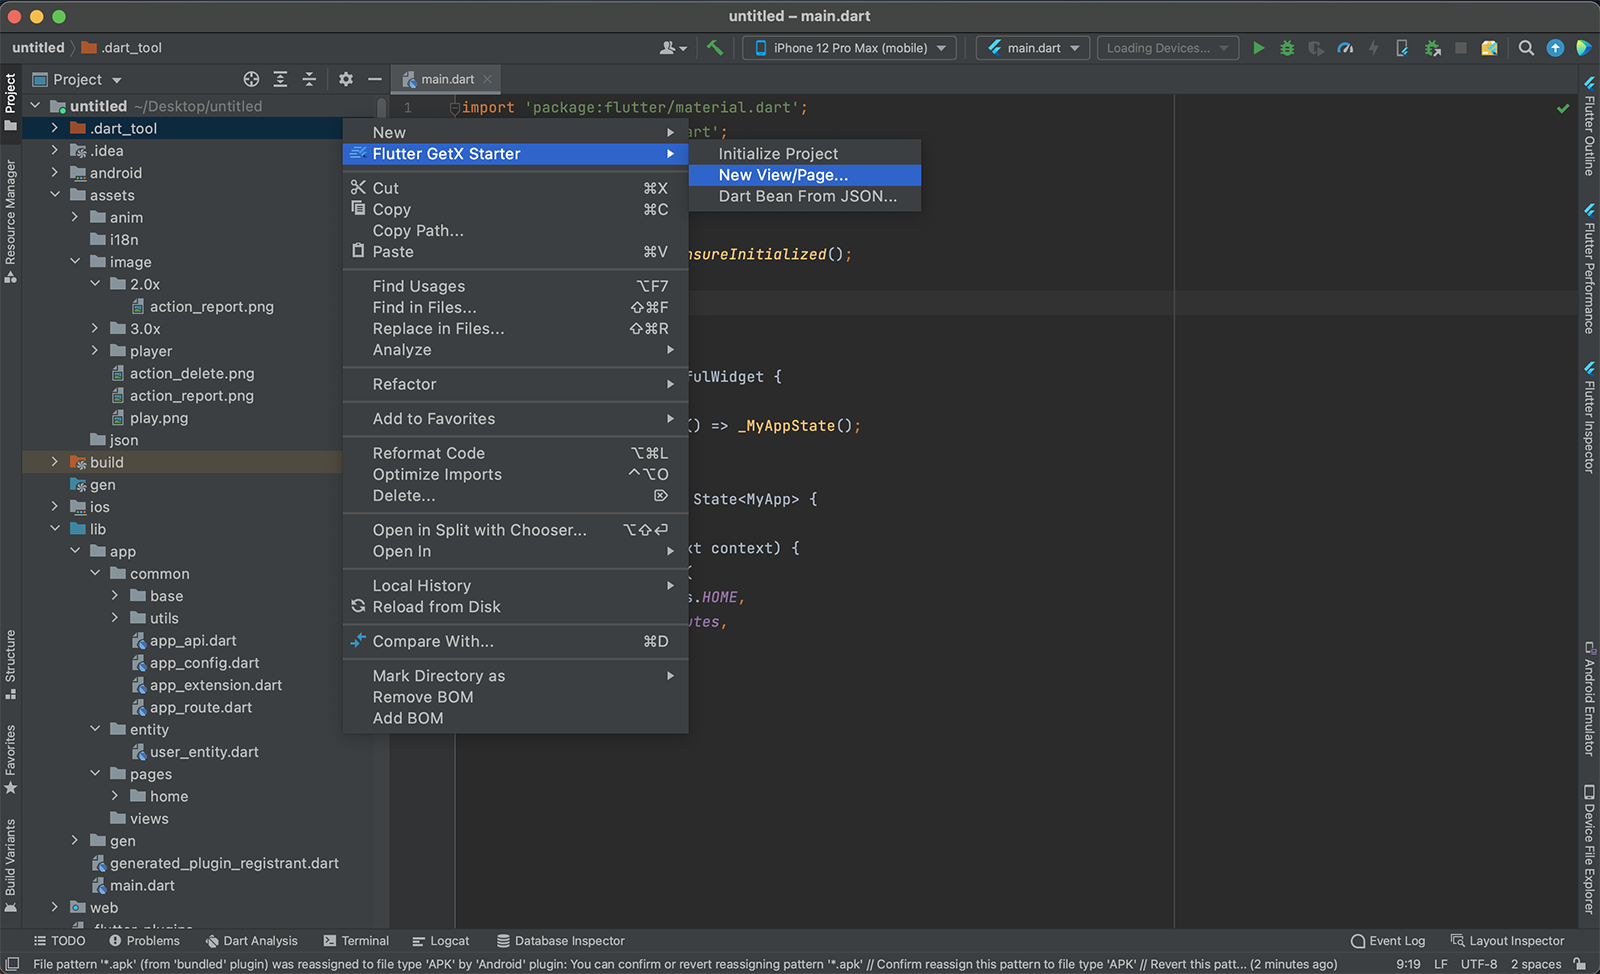 untitled – main.dart
untitled
.dart_tool
iPhone 12 Pro Max (mobile)
main.dart
Loading Devices...
Project
main.dart
untitled ~/Desktop/untitled
.dart_tool
.idea
android
assets
anim
i18n
image
2.0x
action_report.png
3.0x
player
action_delete.png
action_report.png
play.png
json
build
gen
ios
lib
app
common
base
utils
app_api.dart
app_config.dart
app_extension.dart
app_route.dart
entity
user_entity.dart
pages
home
views
gen
generated_plugin_registrant.dart
main.dart
web
.flutter-plugins
Project
Resource Manager
Structure
Favorites
Build Variants
1 import 'package:flutter/material.dart';
art';
nsureInitialized();
fulWidget {
() => _MyAppState();
State<MyApp> {
xt context) {
(
s.HOME,
utes,
New
Flutter GetX Starter
Cut ⌘X
Copy ⌘C
Copy Path...
Paste ⌘V
Find Usages ⌥F7
Find in Files... ⇧⌘F
Replace in Files... ⇧⌘R
Analyze
Refactor
Add to Favorites
Reformat Code ⌥⌘L
Optimize Imports ^⌥O
Delete... ⌦
Open in Split with Chooser... ⌥⇧⏎
Open In
Local History
Reload from Disk
Compare With... ⌘D
Mark Directory as
Remove BOM
Add BOM
Initialize Project
New View/Page...
Dart Bean From JSON...
Flutter Outline
Flutter Performance
Flutter Inspector
Android Emulator
Device File Explorer
TODO
Problems
Dart Analysis
Terminal
Logcat
Database Inspector
Event Log
Layout Inspector
File pattern '*.apk' (from 'bundled' plugin) was reassigned to file type 'APK' by 'Android' plugin: You can confirm or revert reassigning pattern '*.apk' // Confirm reassign this pattern to file type 'APK' // Revert this patt... (2 minutes ago)
9:19 LF UTF-8 2 spaces